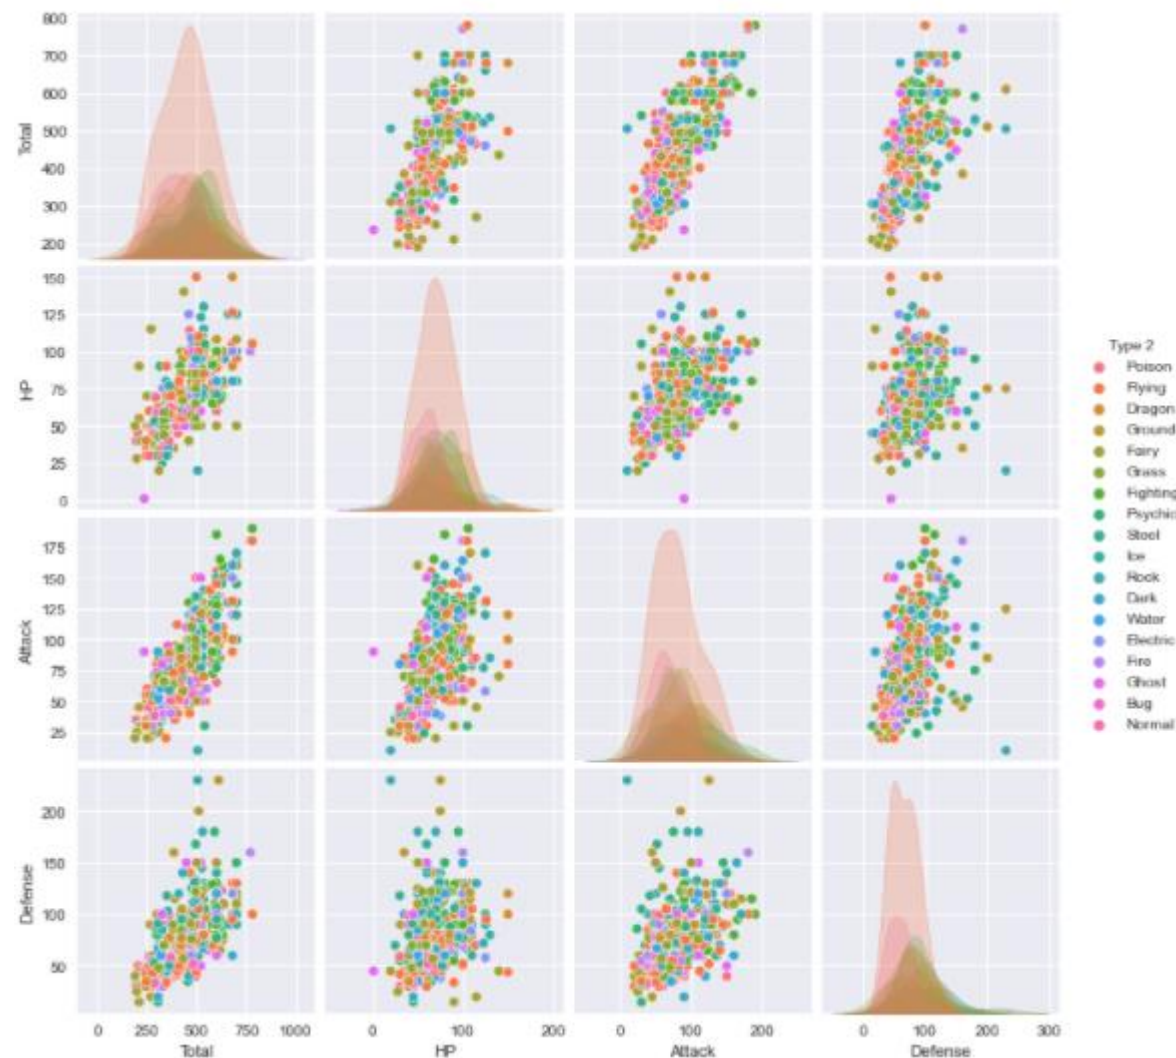 800
700
600
500
400
300
200
Total
150
125
100
75
50
25
0
HP
175
150
125
100
75
50
25
Attack
200
150
100
50
Defense
0 250 500 750 1000
Total
0 100 200
HP
0 100 200
Attack
0 100 200 300
Defense
Type 2
Poison
Flying
Dragon
Ground
Fairy
Grass
Fighting
Psychic
Steel
Ice
Rock
Dark
Water
Electric
Fire
Ghost
Bug
Normal